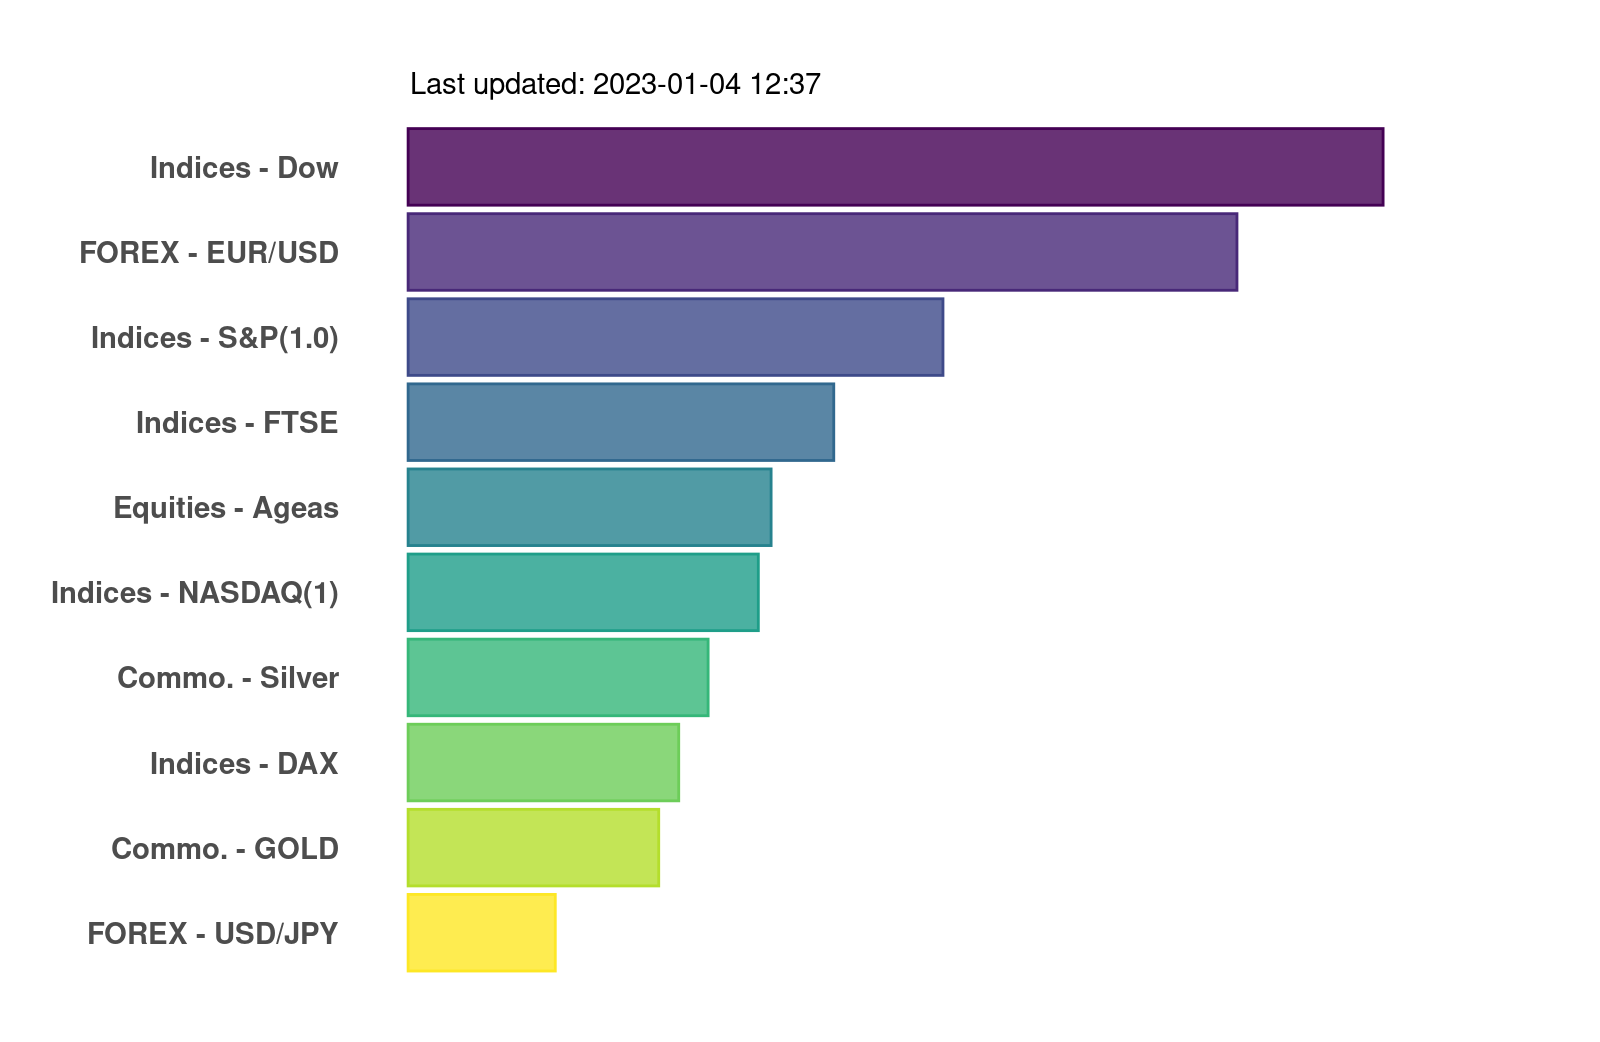 Last updated: 2023-01-04 12:37
Indices - Dow
FOREX - EUR/USD
Indices - S&P(1.0)
Indices - FTSE
Equities - Ageas
Indices - NASDAQ(1)
Commo. - Silver
Indices - DAX
Commo. - GOLD
FOREX - USD/JPY